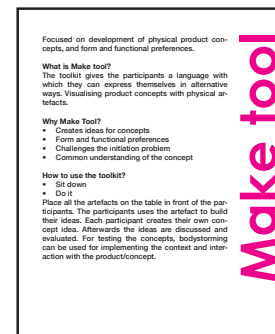 Focused on development of physical product con-
cepts, and form and functional preferences.
What is Make tool?
The toolkit gives the participants a language with
which they can express themselves in alternative
ways. Visualising product concepts with physical ar-
tefacts.
Why Make Tool?
• Creates ideas for concepts
• Form and functional preferences
• Challenges the initiation problem
• Common understanding of the concept
How to use the toolkit?
• Sit down
• Do it
Place all the artefacts on the table in front of the par-
ticipants. The participants uses the artefact to build
their ideas. Each participant creates their own con-
cept idea. Afterwards the ideas are discussed and
evaluated. For testing the concepts, bodystorming
can be used for implementing the context and inter-
action with the product/concept.
Make tool